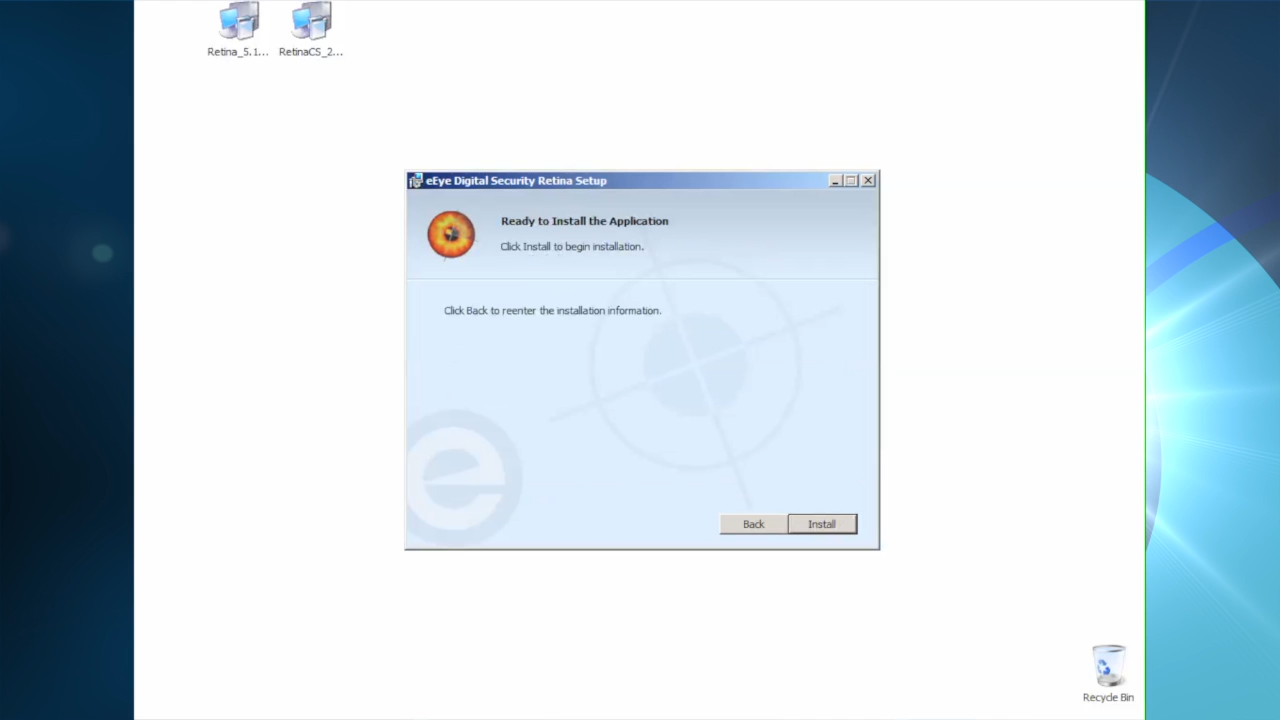 Retina_5.1...
RetinaCS_2...
eEye Digital Security Retina Setup
Ready to Install the Application
Click Install to begin installation.
Click Back to reenter the installation information.
Back
Install
Recycle Bin